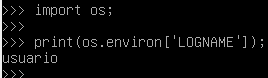 >>> import os;
>>>
>>> print(os.environ['LOGNAME']);
usuario
>>>